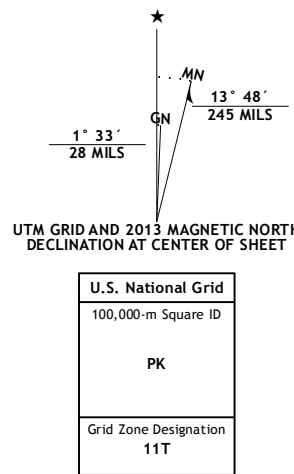 ★
MN
GN
13° 48´
245 MILS
1° 33´
28 MILS
UTM GRID AND 2013 MAGNETIC NORTH
DECLINATION AT CENTER OF SHEET
U.S. National Grid
100,000-m Square ID
PK
Grid Zone Designation
11T